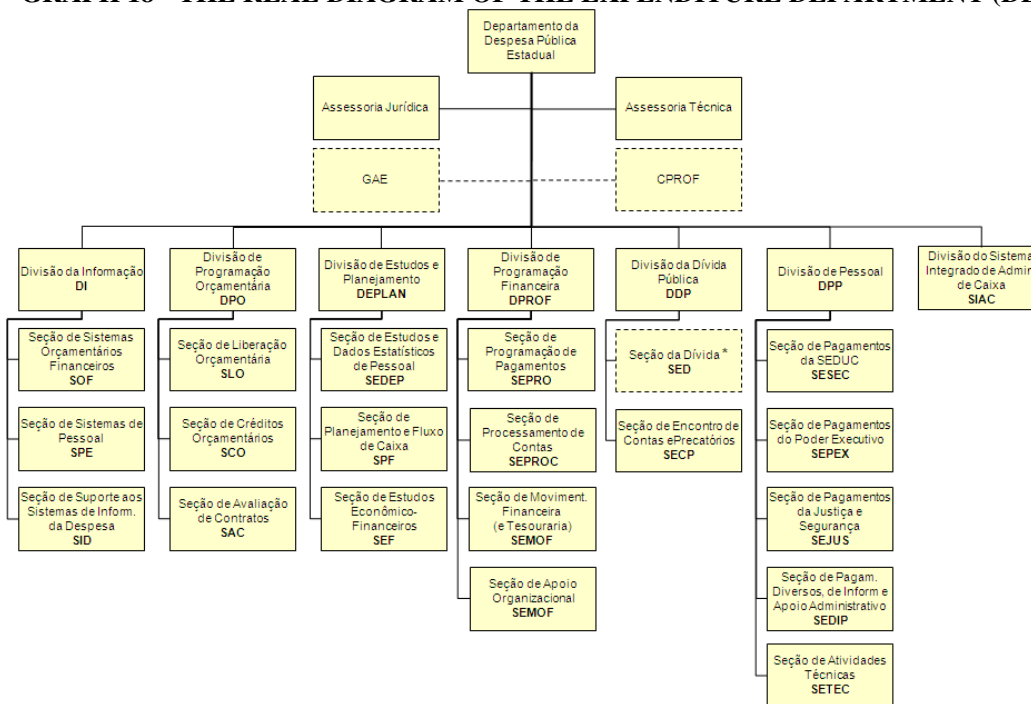 GRAPH - THE REAL DIAGRAM OF THE EXPENDITURE DEPARTMENT
Departamento da
Despesa Pública
Estadual
Assessoria Jurídica
Assessoria Técnica
GAE
CPROF
Divisão da Informação
DI
Divisão de
Programação
Orçamentária
DPO
Divisão de Estudos e
Planejamento
DEPLAN
Divisão de
Programação
Financeira
DPROF
Divisão da Dívida
Pública
DDP
Divisão de Pessoal
DPP
Divisão do Sistema
Integrado de Admin
de Caixa
SIAC
Seção de Sistemas
Orçamentários
Financeiros
SOF
Seção de Sistemas de
Pessoal
SPE
Seção de Suporte aos
Sistemas de Inform.
da Despesa
SID
Seção de Liberação
Orçamentária
SLO
Seção de Créditos
Orçamentários
SCO
Seção de Avaliação
de Contratos
SAC
Seção de Estudos e
Dados Estatísticos
de Pessoal
SEDEP
Seção de
Planejamento e Fluxo
de Caixa
SPF
Seção de Estudos
Econômico-
Financeiros
SEF
Seção de
Programação de
Pagamentos
SEPRO
Seção de
Processamento de
Contas
SEPROC
Seção de Moviment.
Financeira
(e Tesouraria)
SEMOF
Seção de Apoio
Organizacional
SEMOF
Seção da Dívida *
SED
Seção de Encontro de
Contas ePrecatórios
SECP
Seção de Pagamentos
da SEDUC
SESEC
Seção de Pagamentos
do Poder Executivo
SEPEX
Seção de Pagamentos
da Justiça e
Segurança
SEJUS
Seção de Pagam.
Diversos, de Inform e
Apoio Administrativo
SEDIP
Seção de Atividades
Técnicas
SETEC